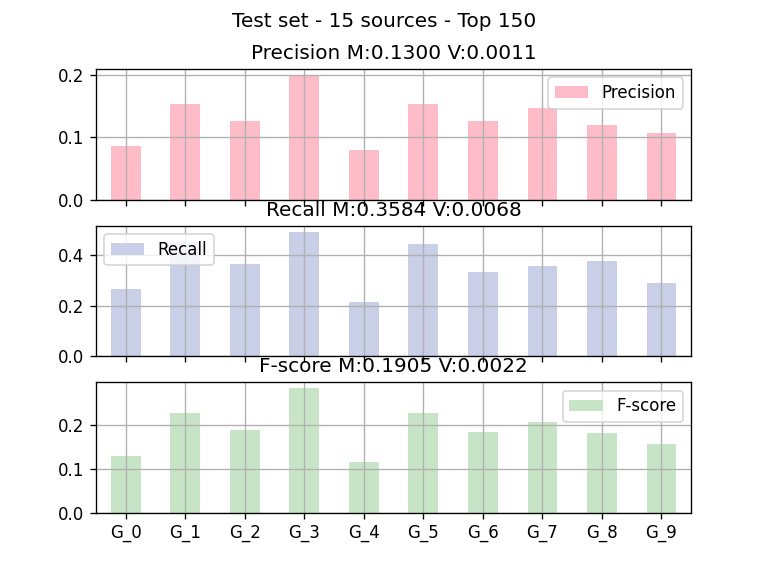 Test set - 15 sources - Top 150
Precision M:0.1300 V:0.0011
0.2
0.1
0.0
Precision
Recall M:0.3584 V:0.0068
0.4
0.2
0.0
Recall
F-score M:0.1905 V:0.0022
0.2
0.1
0.0
F-score
G_0 G_1 G_2 G_3 G_4 G_5 G_6 G_7 G_8 G_9